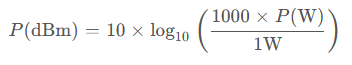 P(dBm) = 10 × log₁₀ (1000 × P(W) / 1W)